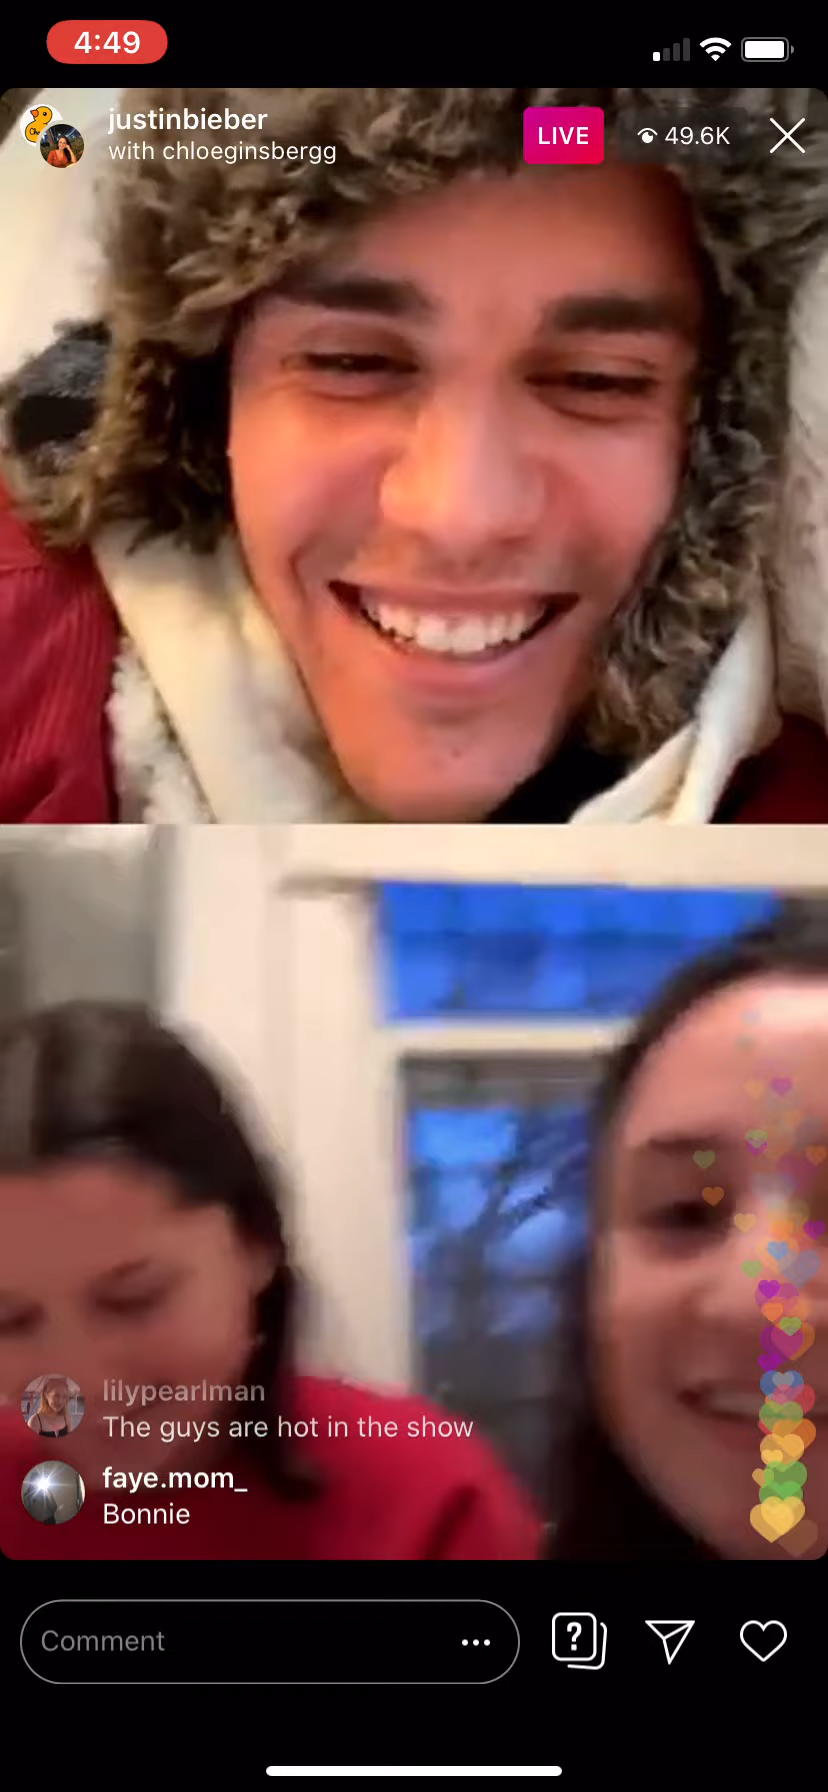 4:49
justinbieber
with chloeginsbergg
LIVE
49.6K
lilypearlman
The guys are hot in the show
faye.mom_
Bonnie
Comment
?